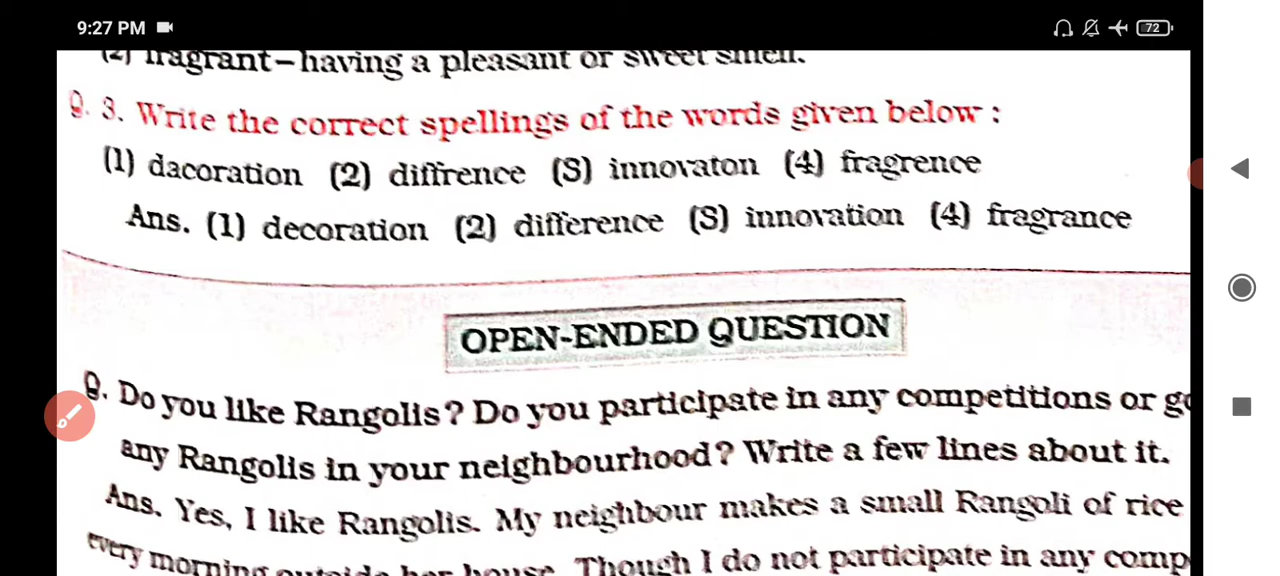 9:27 PM
72
(2) fragrant—having a pleasant or sweet smell.
Q. 3. Write the correct spellings of the words given below :
(1) dacoration (2) diffrence (S) innovaton (4) fragrence
Ans. (1) decoration (2) difference (S) innovation (4) fragrance
OPEN-ENDED QUESTION
Q. Do you like Rangolis? Do you participate in any competitions or
any Rangolis in your neighbourhood? Write a few lines about it.
Ans. Yes, I like Rangolis. My neighbour makes a small Rangoli of rice
every morning outside her house. Though I do not participate in any comp